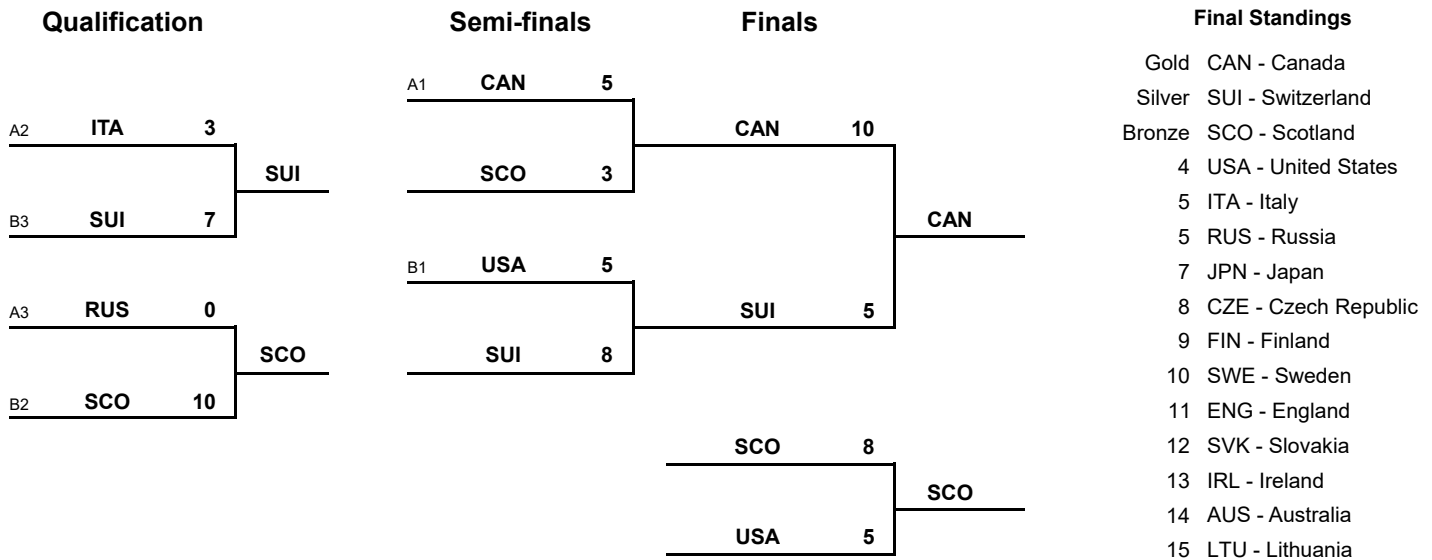 Qualification
A2 ITA 3
SUI
B3 SUI 7
A3 RUS 0
SCO
B2 SCO 10
Semi-finals
A1 CAN 5
SCO 3
B1 USA 5
SUI 8
Finals
CAN 10
CAN
SUI 5
SCO 8
SCO
USA 5
Final Standings
Gold CAN - Canada
Silver SUI - Switzerland
Bronze SCO - Scotland
4 USA - United States
5 ITA - Italy
5 RUS - Russia
7 JPN - Japan
8 CZE - Czech Republic
9 FIN - Finland
10 SWE - Sweden
11 ENG - England
12 SVK - Slovakia
13 IRL - Ireland
14 AUS - Australia
15 LTU - Lithuania